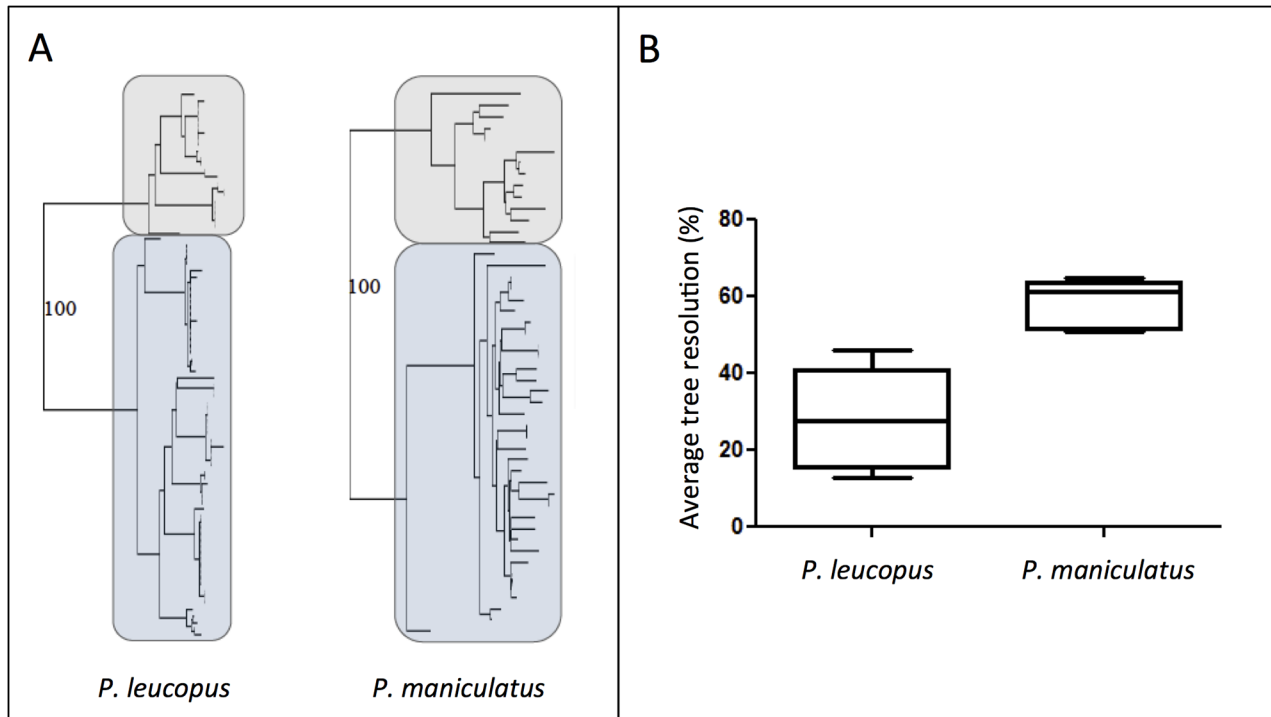 A
100
100
P. leucopus
P. maniculatus
B
Average tree resolution (%)
80
60
40
20
0
P. leucopus
P. maniculatus